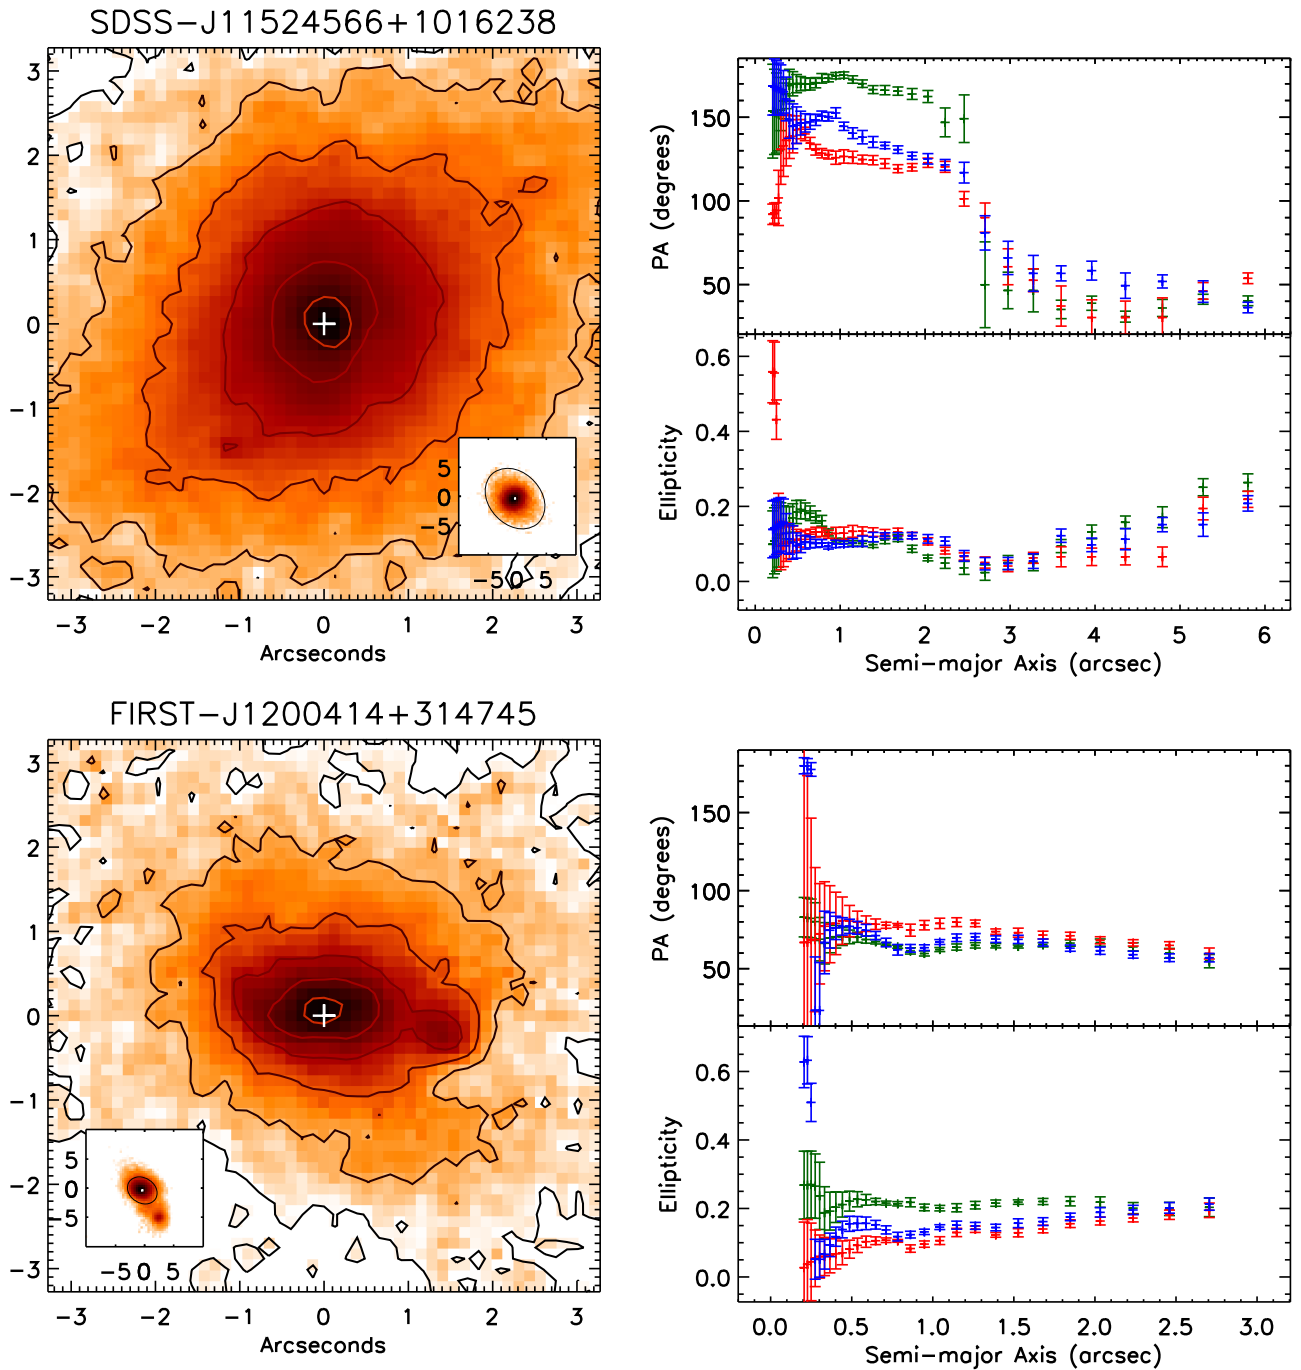 SDSS-J11524566+1016238
3
2
1
0
-1
-2
-3
-3 -2 -1 0 1 2 3
Arcseconds
5
0
-5
-5 0 5
PA (degrees)
150
100
50
Ellipticity
0.6
0.4
0.2
0.0
0 1 2 3 4 5 6
Semi-major Axis (arcsec)
FIRST-J1200414+314745
3
2
1
0
-1
-2
-3
-3 -2 -1 0 1 2 3
Arcseconds
5
0
-5
-5 0 5
PA (degrees)
150
100
50
Ellipticity
0.6
0.4
0.2
0.0
0.0 0.5 1.0 1.5 2.0 2.5 3.0
Semi-major Axis (arcsec)